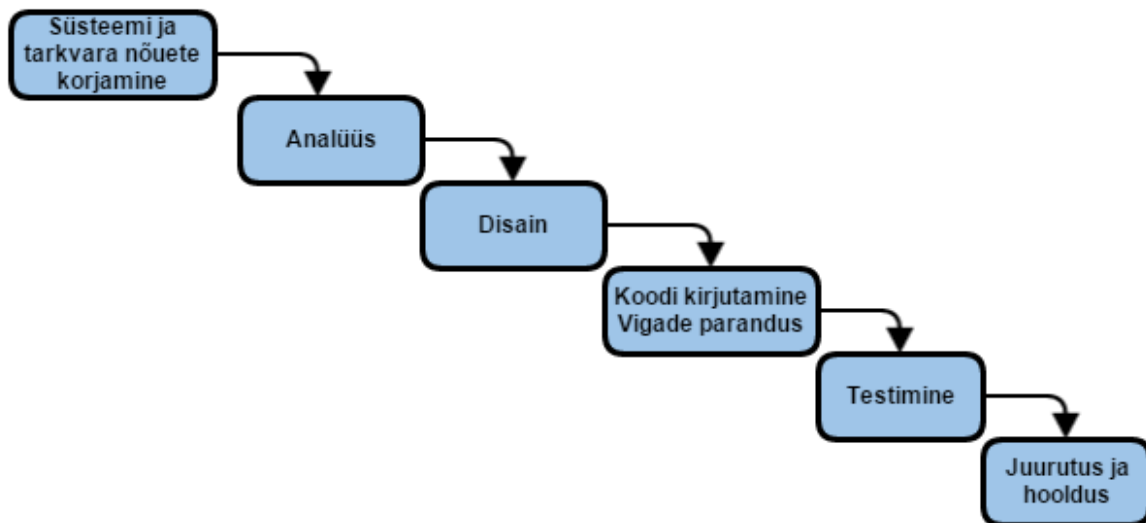 Süsteemi ja
tarkvara nõuete
korjamine
Analüüs
Disain
Koodi kirjutamine
Vigade parandus
Testimine
Juurutus ja
hooldus